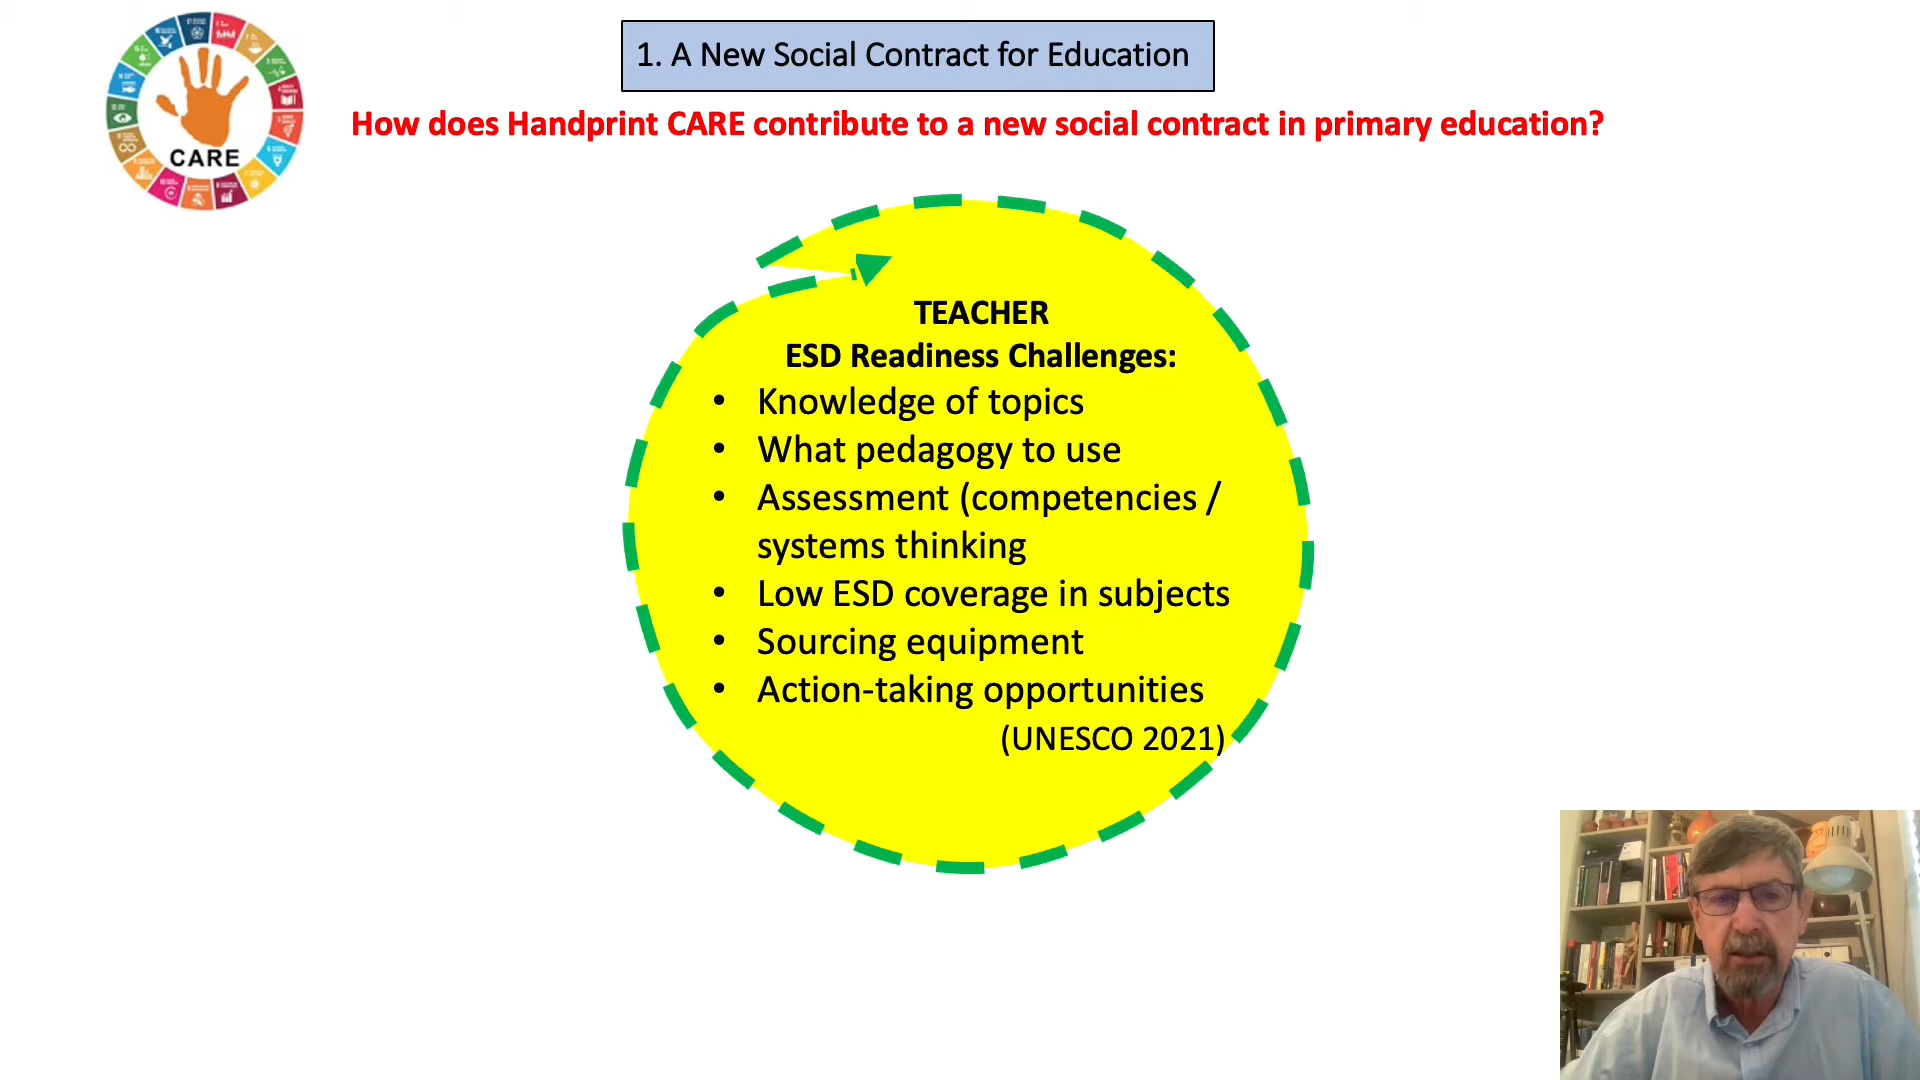 CARE
1. A New Social Contract for Education
How does Handprint CARE contribute to a new social contract in primary education?
TEACHER
ESD Readiness Challenges:
• Knowledge of topics
• What pedagogy to use
• Assessment (competencies /
systems thinking
• Low ESD coverage in subjects
• Sourcing equipment
• Action-taking opportunities
(UNESCO 2021)